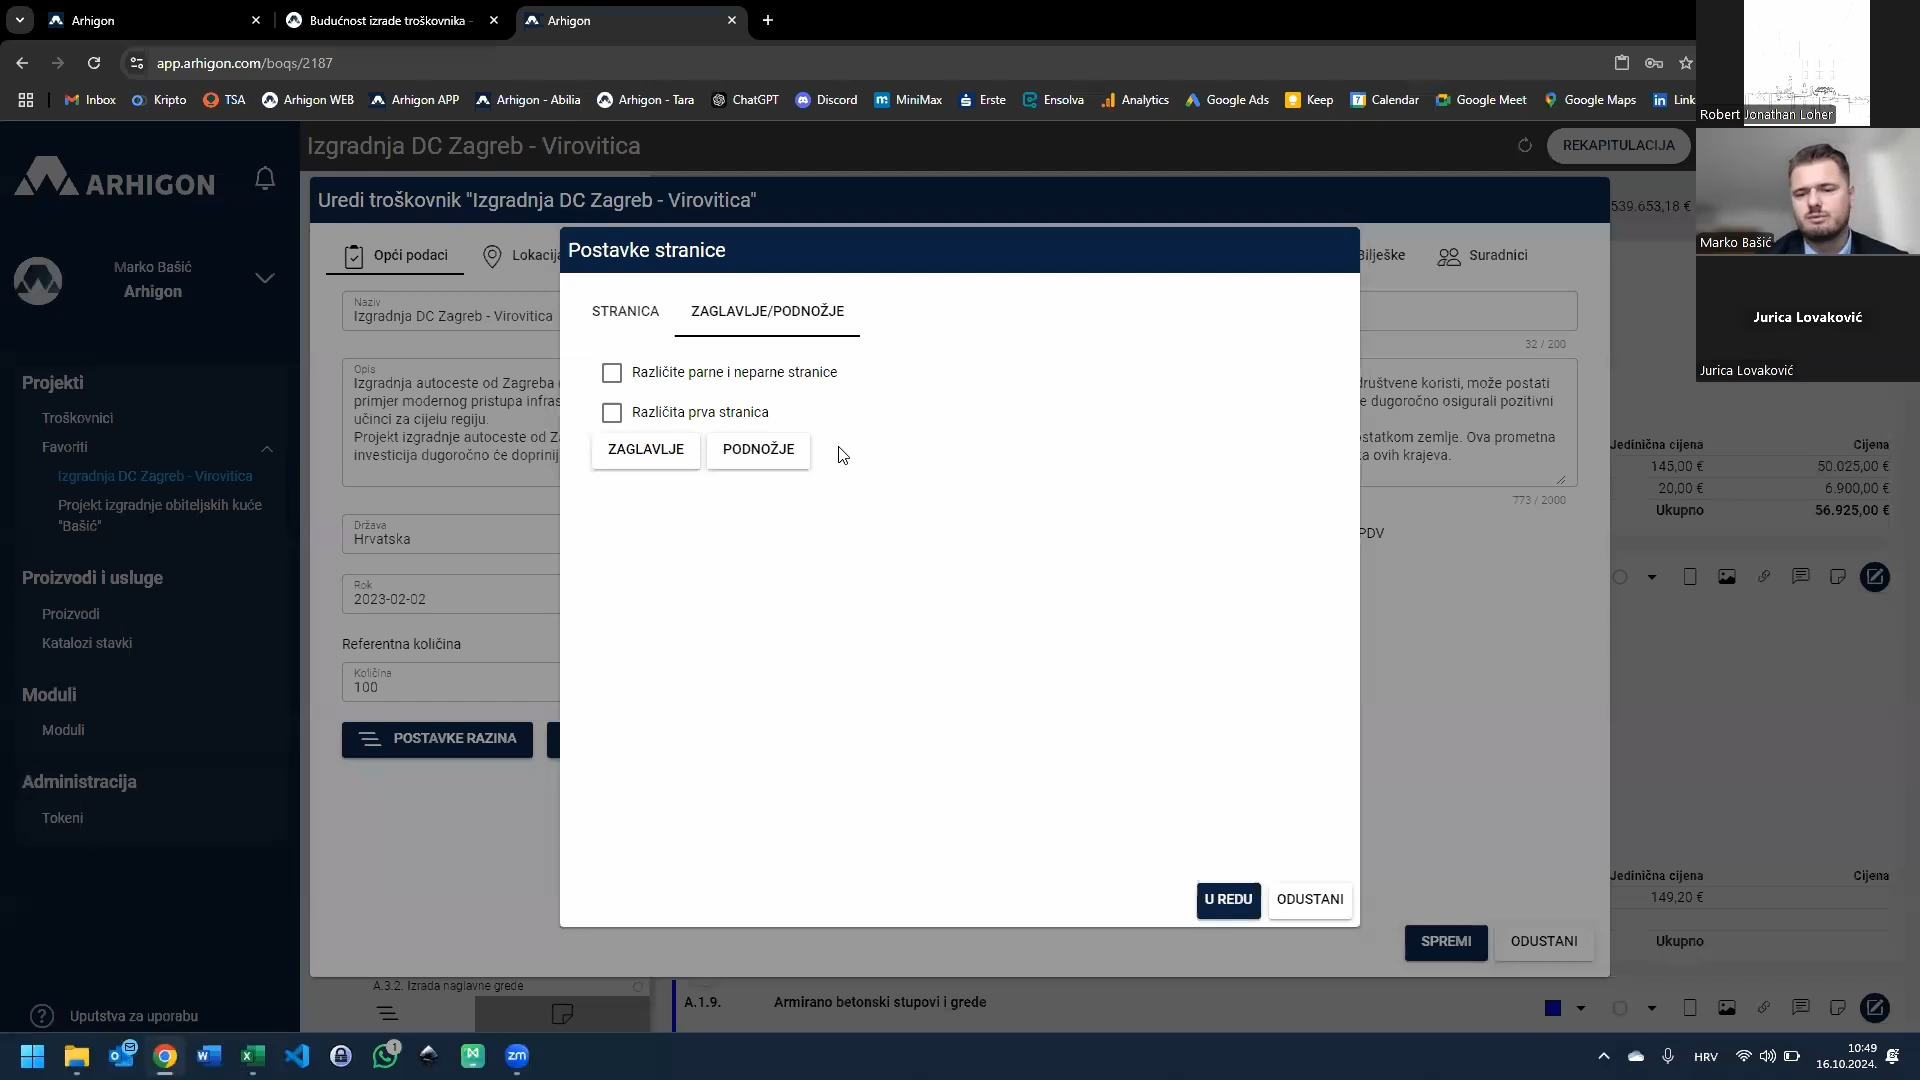 Arhigon
Budućnost izrade troškovnika -
Arhigon
app.arhigon.com/boqs/2187
Inbox
Kripto
TSA
Arhigon WEB
Arhigon APP
Arhigon - Abilia
Arhigon - Tara
ChatGPT
Discord
MiniMax
Erste
Ensolva
Analytics
Google Ads
Keep
Calendar
Google Meet
Google Maps
Link
Robert Jonathan Loher
Marko Bašić
Jurica Lovaković
Jurica Lovaković
ARHIGON
Marko Bašić
Arhigon
Projekti
Troškovnici
Favoriti
Izgradnja DC Zagreb - Virovitica
Projekt izgradnje obiteljskih kuće
"Bašić"
Proizvodi i usluge
Proizvodi
Katalozi stavki
Moduli
Moduli
Administracija
Tokeni
Uputstva za uporabu
Izgradnja DC Zagreb - Virovitica
REKAPITULACIJA
539.653,18 €
Uredi troškovnik "Izgradnja DC Zagreb - Virovitica"
Opći podaci
Lokacija
Bilješke
Suradnici
Naziv
Izgradnja DC Zagreb - Virovitica
32 / 200
Opis
Izgradnja autoceste od Zagreba
društvene koristi, može postati
primjer modernog pristupa infras
e dugoročno osigurali pozitivni
učinci za cijelu regiju.
Projekt izgradnje autoceste od Z
ostatkom zemlje. Ova prometna
investicija dugoročno će doprinij
ka ovih krajeva.
773 / 2000
Država
Hrvatska
PDV
Rok
2023-02-02
Referentna količina
Količina
100
POSTAVKE RAZINA
SPREMI
ODUSTANI
Postavke stranice
STRANICA
ZAGLAVLJE/PODNOŽJE
Različite parne i neparne stranice
Različita prva stranica
ZAGLAVLJE
PODNOŽJE
U REDU
ODUSTANI
Jedinična cijena
Cijena
145,00 €
50.025,00 €
20,00 €
6.900,00 €
Ukupno
56.925,00 €
Jedinična cijena
Cijena
149,20 €
Ukupno
A.3.2. Izrada naglavne grede
A.1.9.
Armirano betonski stupovi i grede
1
zm
HRV
10:49
16.10.2024.